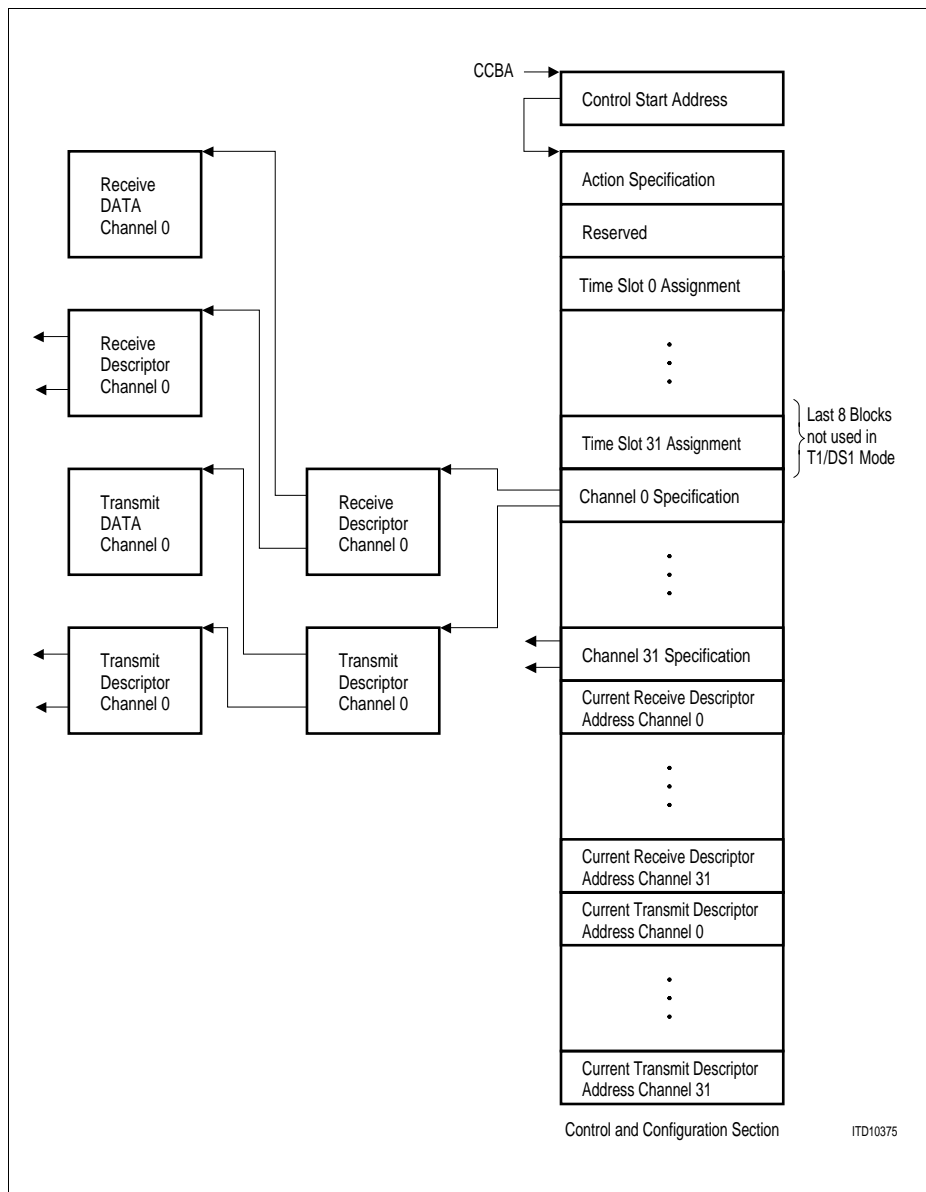 CCBA
Control Start Address
Action Specification
Reserved
Time Slot 0 Assignment
Time Slot 31 Assignment
Last 8 Blocks
not used in
T1/DS1 Mode
Channel 0 Specification
Channel 31 Specification
Current Receive Descriptor
Address Channel 0
Current Receive Descriptor
Address Channel 31
Current Transmit Descriptor
Address Channel 0
Current Transmit Descriptor
Address Channel 31
Receive
DATA
Channel 0
Receive
Descriptor
Channel 0
Transmit
DATA
Channel 0
Transmit
Descriptor
Channel 0
Receive
Descriptor
Channel 0
Transmit
Descriptor
Channel 0
Control and Configuration Section
ITD10375